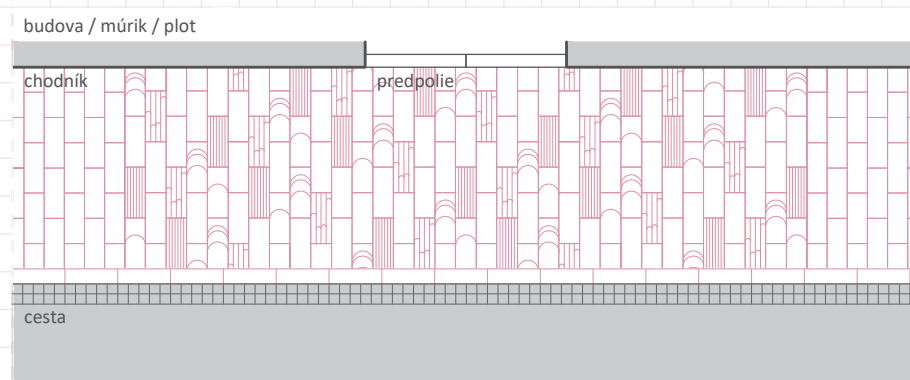 budova / múrik / plot
chodník
predpolie
cesta